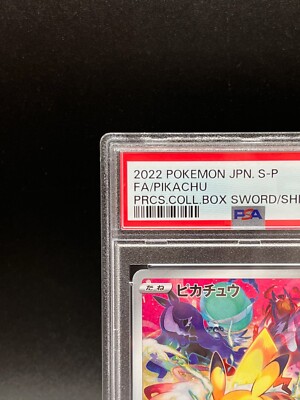 2022 POKEMON JPN. S-P
FA/PIKACHU
PRCS.COLL.BOX SWORD/SHI
PSA
たね ピカチュウ